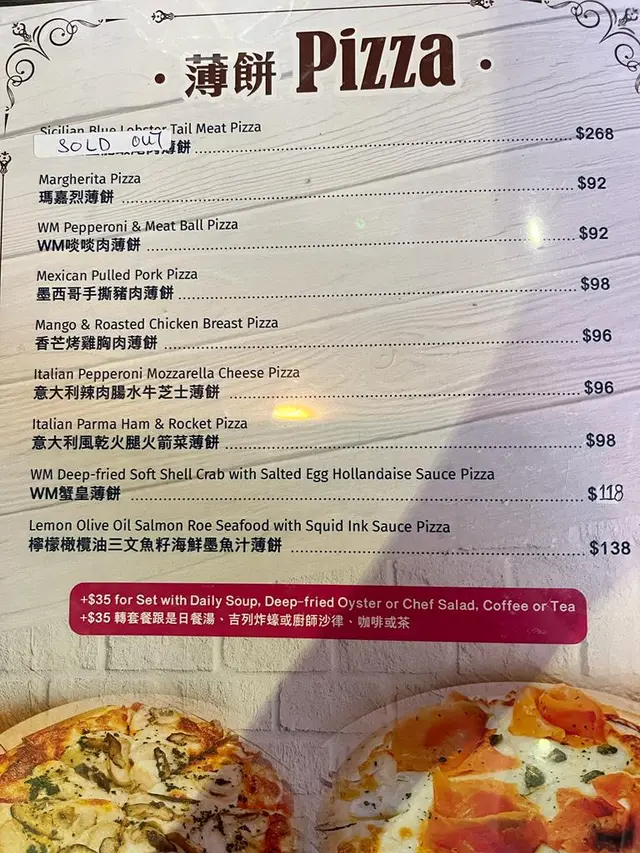 · 薄餅 Pizza ·
Sicilian Blue Lobster Tail Meat Pizza
SOLD OUT 薄餅 $268
Margherita Pizza
瑪嘉烈薄餅 $92
WM Pepperoni & Meat Ball Pizza
WM啖啖肉薄餅 $92
Mexican Pulled Pork Pizza
墨西哥手撕豬肉薄餅 $98
Mango & Roasted Chicken Breast Pizza
香芒烤雞胸肉薄餅 $96
Italian Pepperoni Mozzarella Cheese Pizza
意大利辣肉腸水牛芝士薄餅 $96
Italian Parma Ham & Rocket Pizza
意大利風乾火腿火箭菜薄餅 $98
WM Deep-fried Soft Shell Crab with Salted Egg Hollandaise Sauce Pizza
WM蟹皇薄餅 $118
Lemon Olive Oil Salmon Roe Seafood with Squid Ink Sauce Pizza
檸檬橄欖油三文魚籽海鮮墨魚汁薄餅 $138
+$35 for Set with Daily Soup, Deep-fried Oyster or Chef Salad, Coffee or Tea
+$35 轉套餐跟是日餐湯、吉列炸蠔或廚師沙律、咖啡或茶